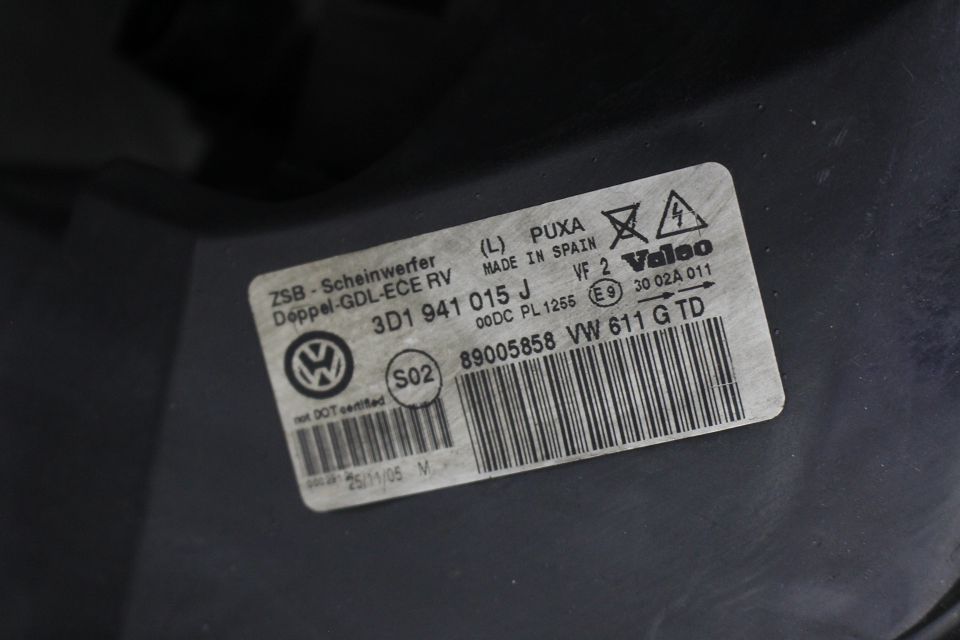 ZSB - Scheinwerfer (L) PUXA
Doppel-GDL-ECE RV MADE IN SPAIN
3D1 941 015 J VF 2 Valeo
00DC PL1255 E9 30 02A 011
89005858 VW 611 G TD
S02
not DOT certified
25/11/05 M